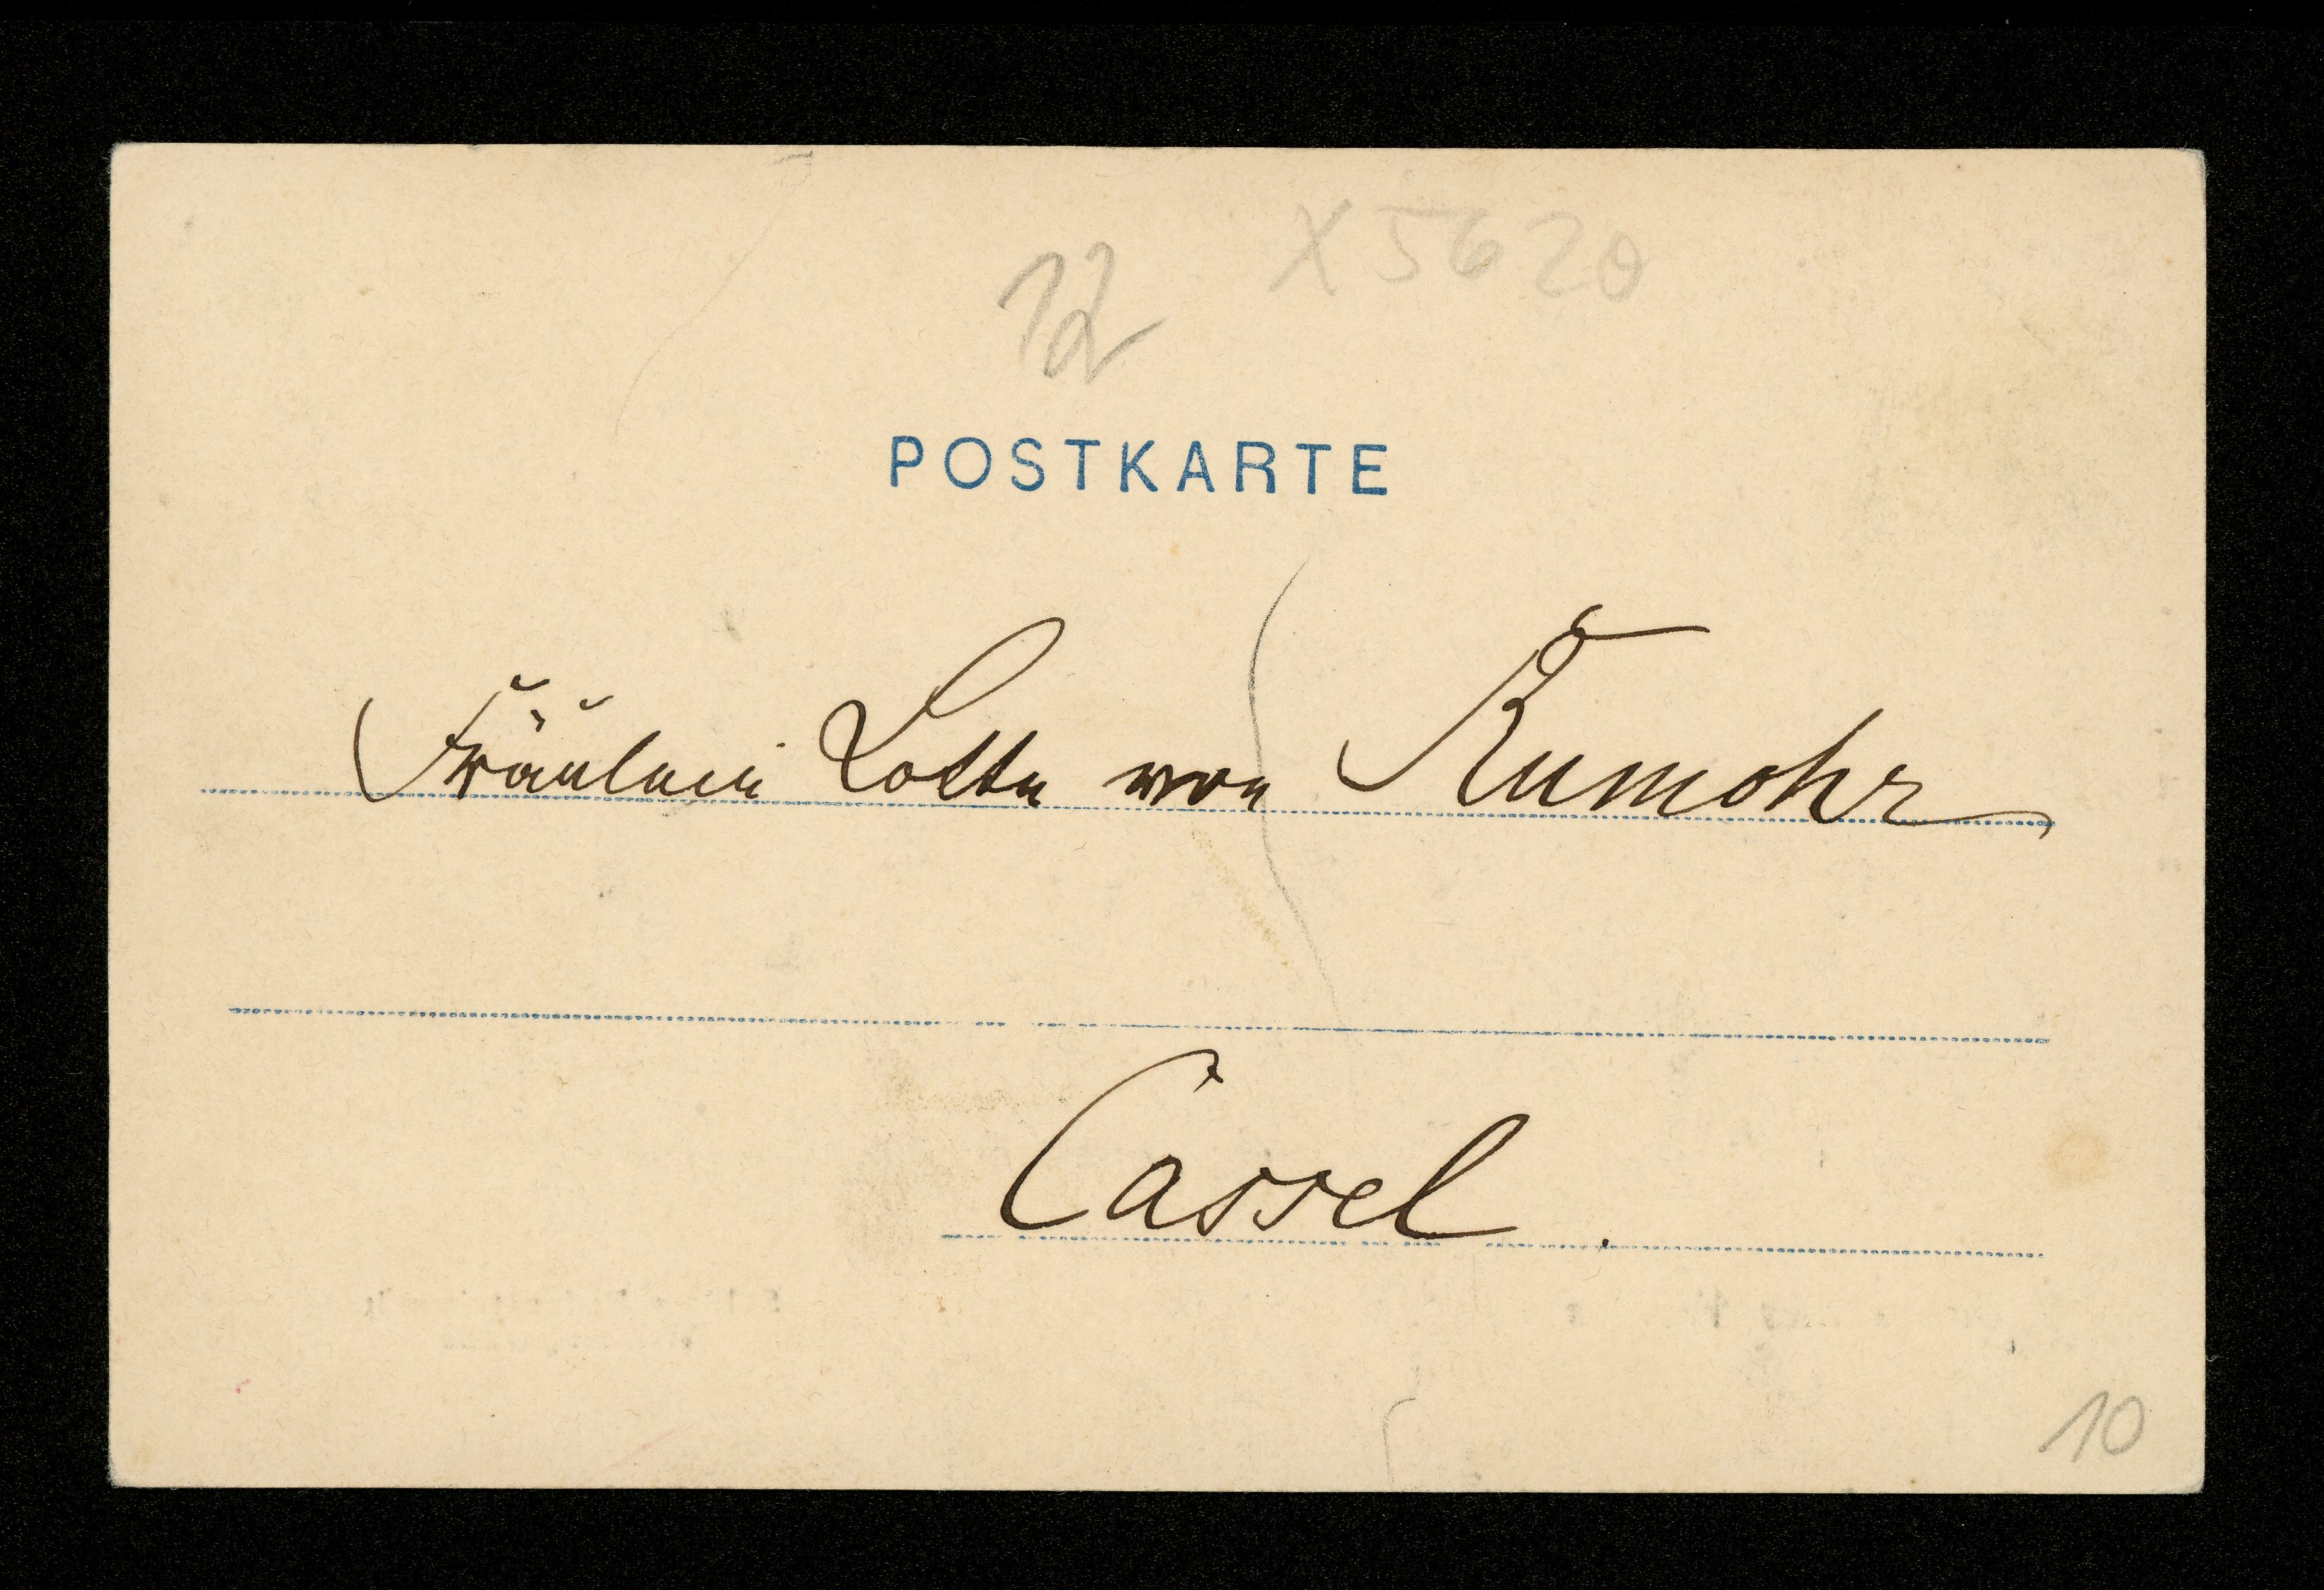 X5620
12
POSTKARTE
Fräulein Lotte von Rumohr
Cassel.
10